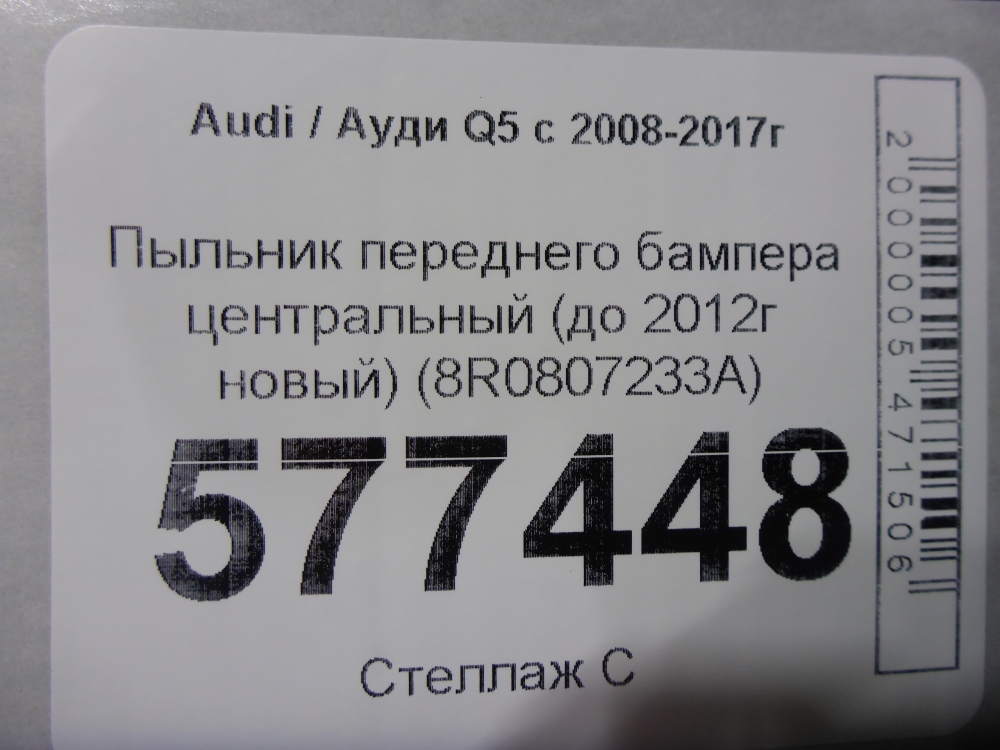 Audi / Ауди Q5 с 2008-2017г
Пыльник переднего бампера
центральный (до 2012г
новый) (8R0807233A)
577448
Стеллаж С
2000005471506